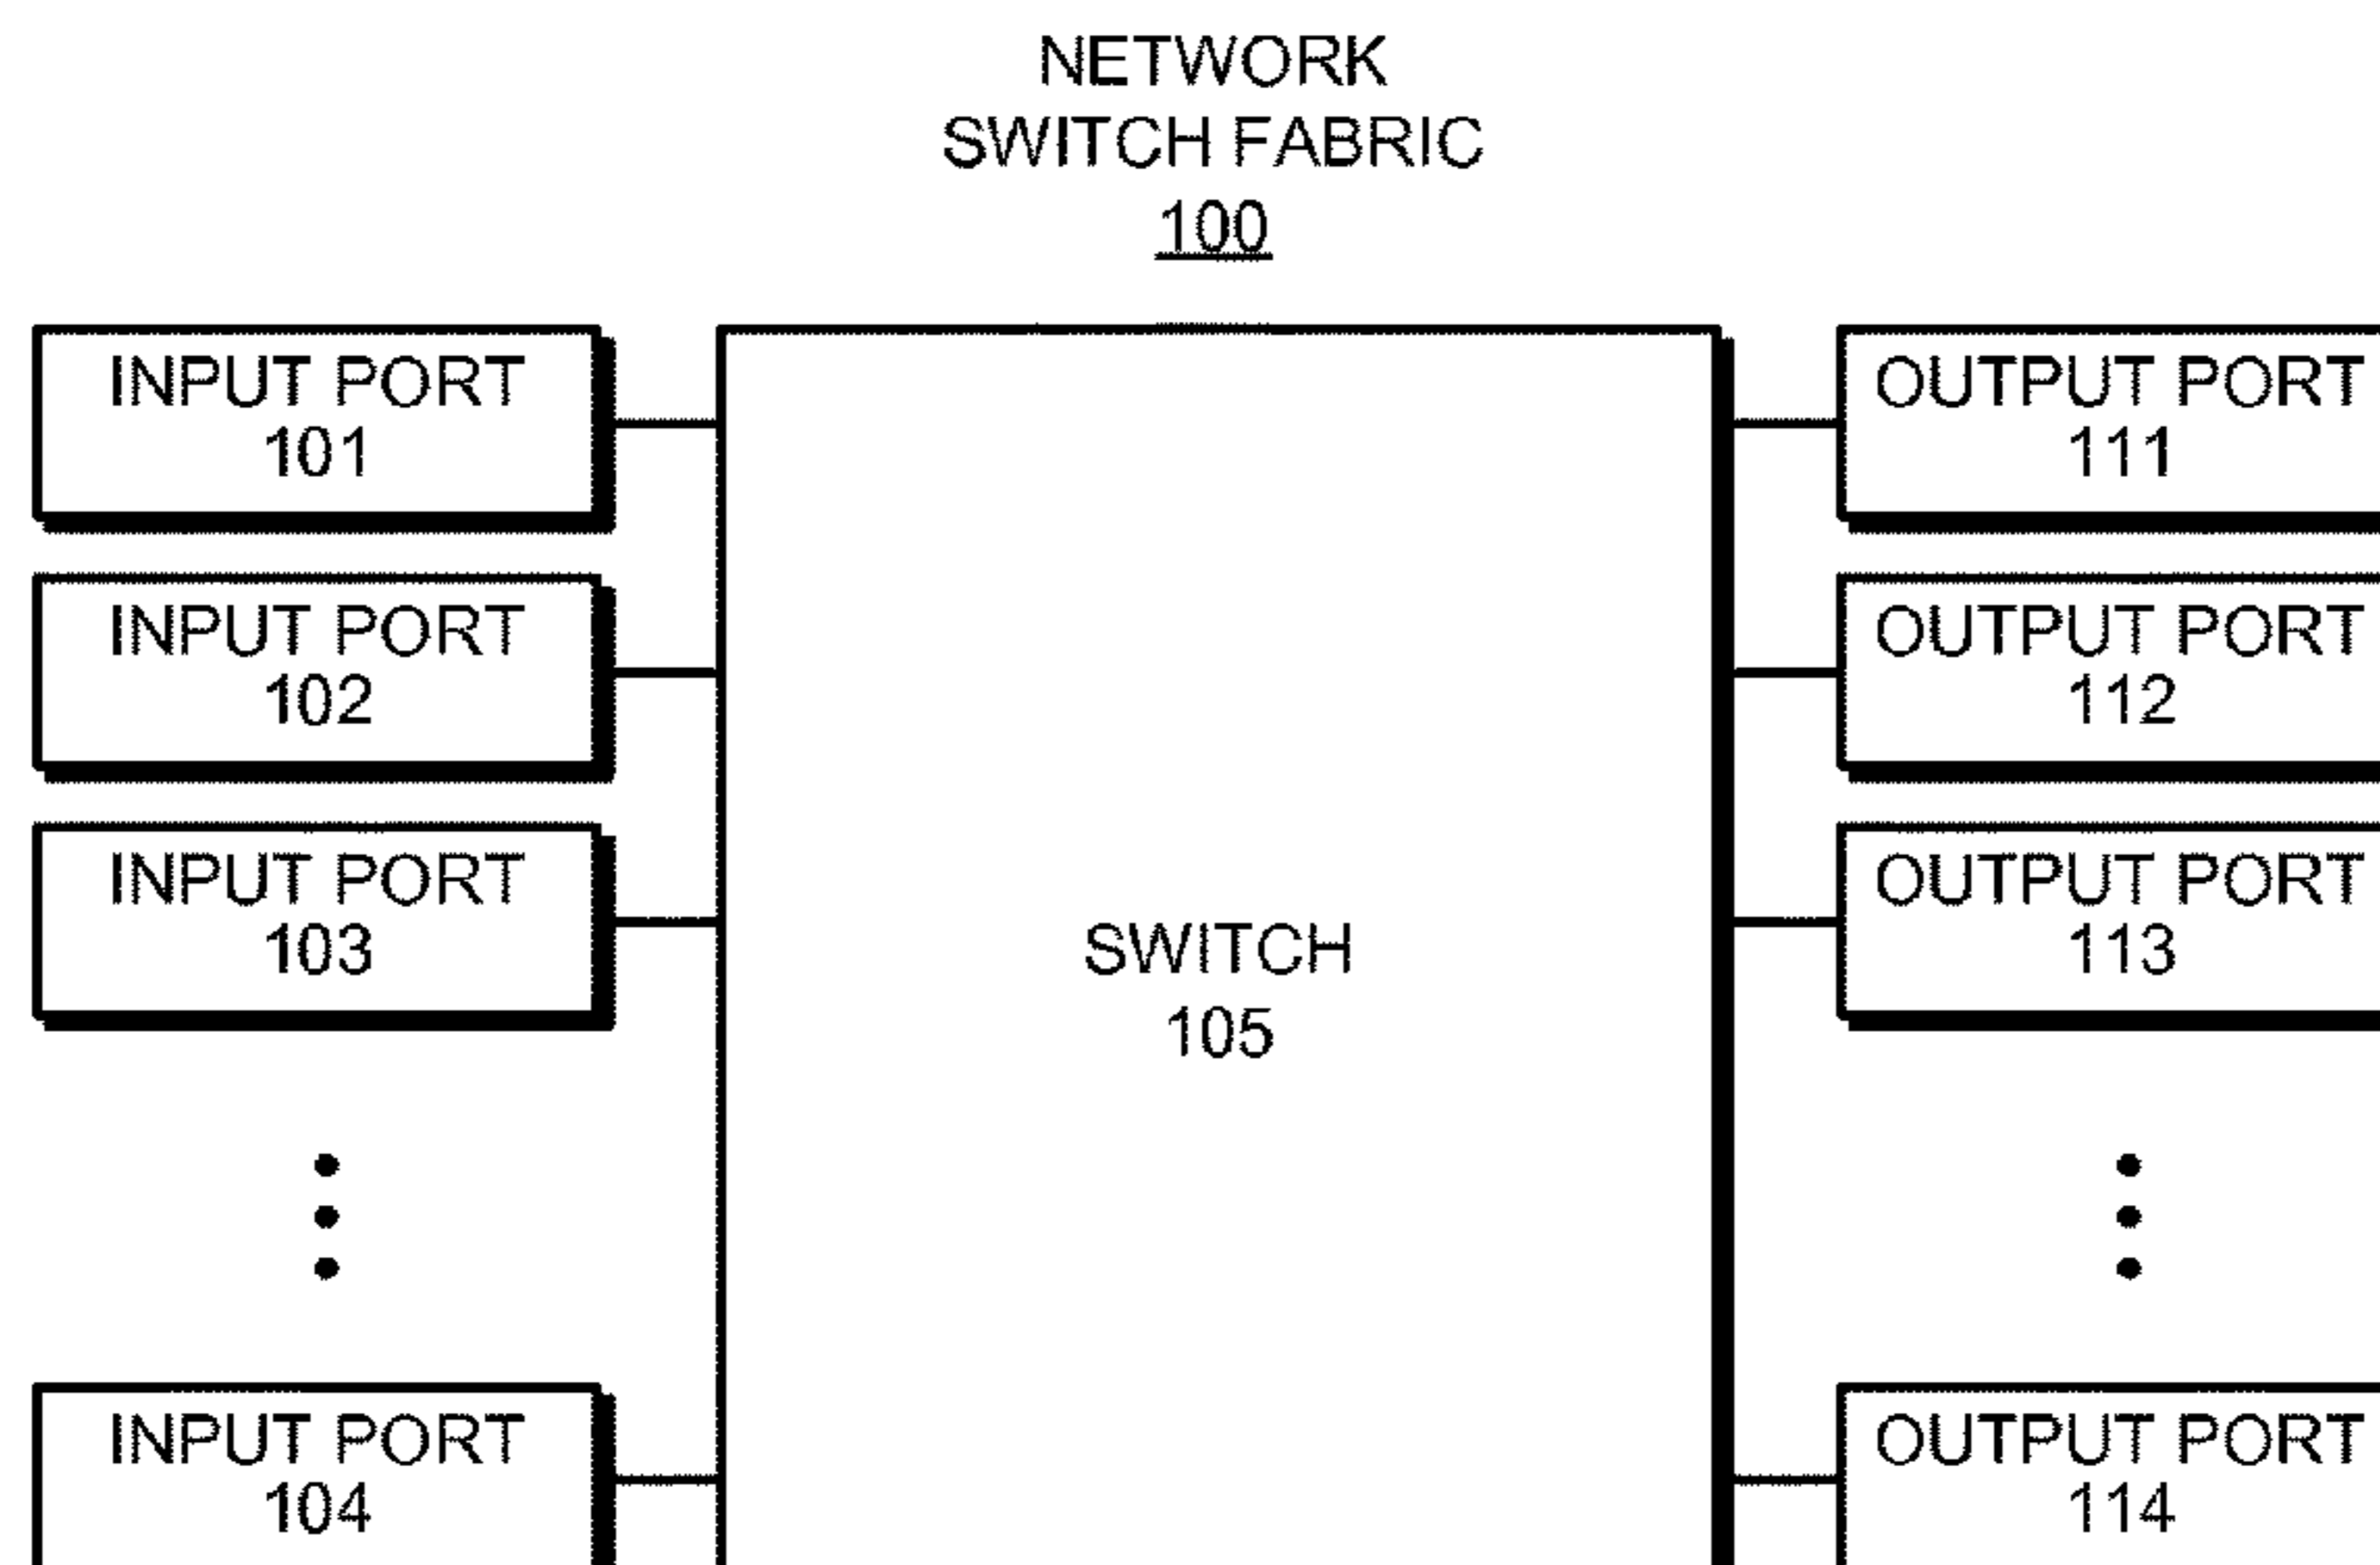 NETWORK
SWITCH FABRIC
100
INPUT PORT
101
INPUT PORT
102
INPUT PORT
103
INPUT PORT
104
SWITCH
105
OUTPUT PORT
111
OUTPUT PORT
112
OUTPUT PORT
113
OUTPUT PORT
114